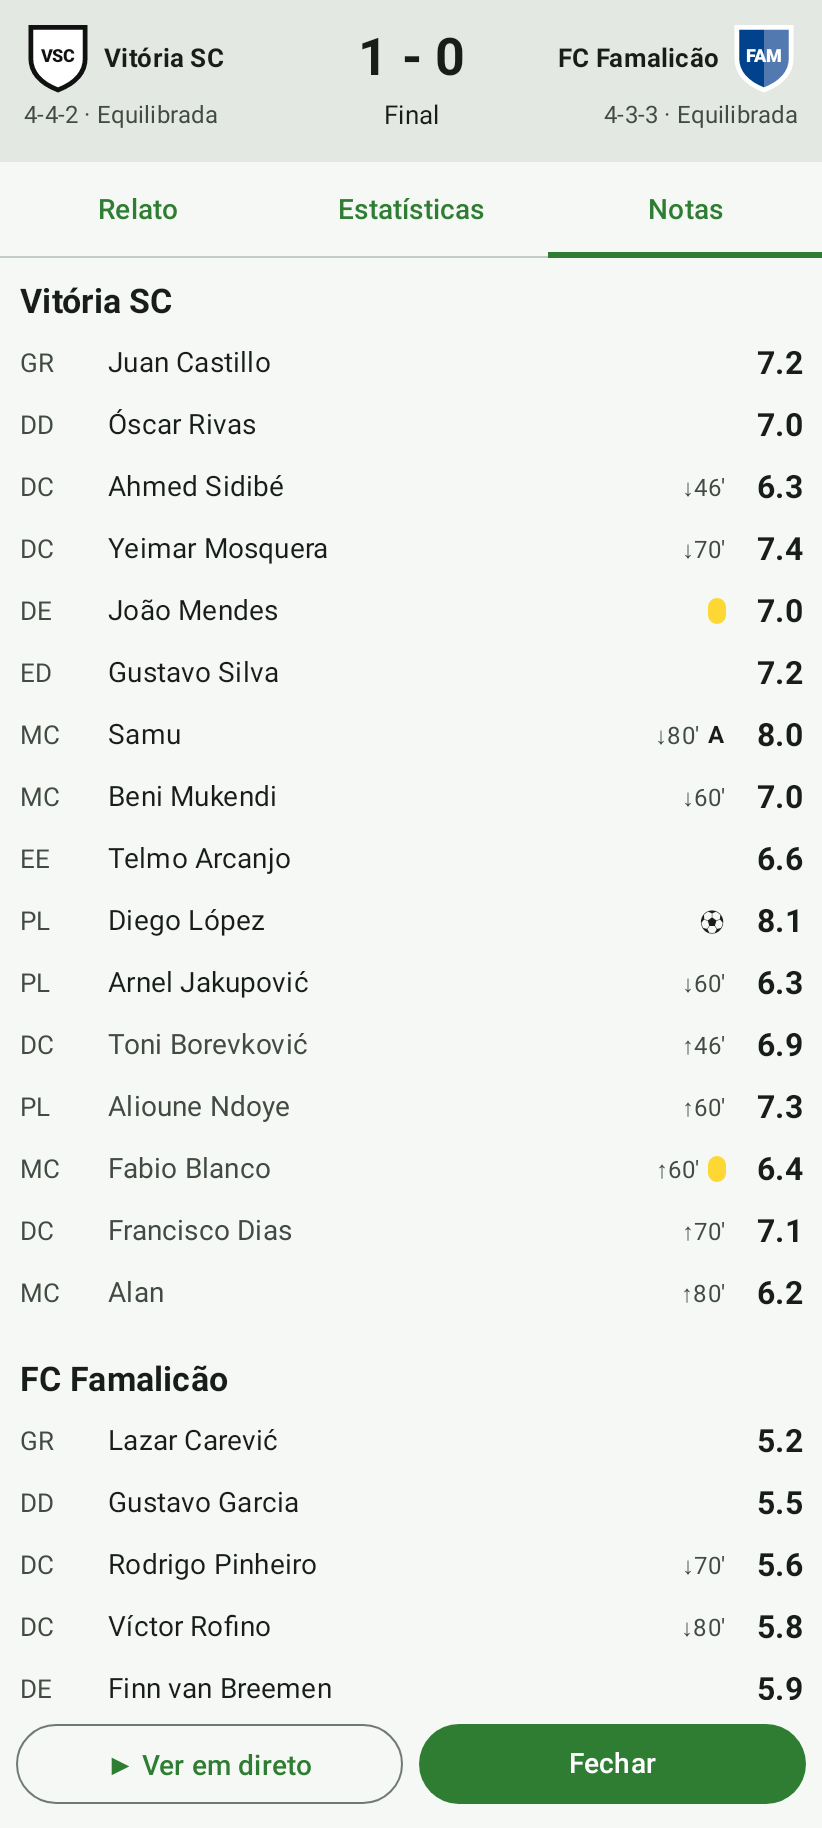 VSC Vitória SC 1 - 0 FC Famalicão FAM
4-4-2 · Equilibrada Final 4-3-3 · Equilibrada
Relato Estatísticas Notas
Vitória SC
GR Juan Castillo 7.2
DD Óscar Rivas 7.0
DC Ahmed Sidibé ↓46' 6.3
DC Yeimar Mosquera ↓70' 7.4
DE João Mendes 7.0
ED Gustavo Silva 7.2
MC Samu ↓80' A 8.0
MC Beni Mukendi ↓60' 7.0
EE Telmo Arcanjo 6.6
PL Diego López ⚽ 8.1
PL Arnel Jakupović ↓60' 6.3
DC Toni Borevković ↑46' 6.9
PL Alioune Ndoye ↑60' 7.3
MC Fabio Blanco ↑60' 6.4
DC Francisco Dias ↑70' 7.1
MC Alan ↑80' 6.2
FC Famalicão
GR Lazar Carević 5.2
DD Gustavo Garcia 5.5
DC Rodrigo Pinheiro ↓70' 5.6
DC Víctor Rofino ↓80' 5.8
DE Finn van Breemen 5.9
► Ver em direto Fechar